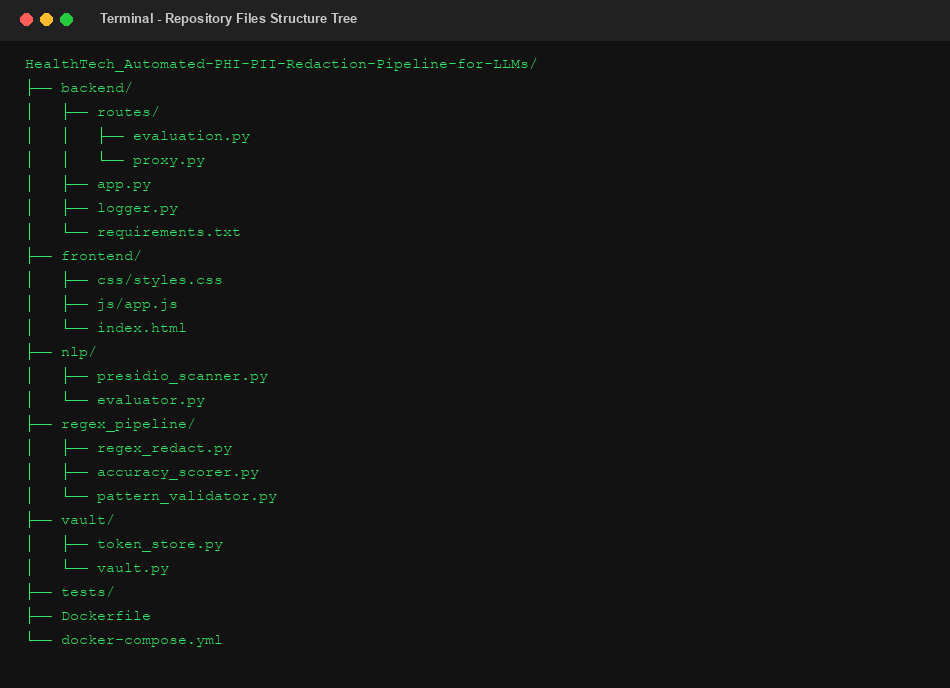 Terminal - Repository Files Structure Tree
HealthTech_Automated-PHI-PII-Redaction-Pipeline-for-LLMs/
├── backend/
│   ├── routes/
│   │   ├── evaluation.py
│   │   └── proxy.py
│   ├── app.py
│   ├── logger.py
│   └── requirements.txt
├── frontend/
│   ├── css/styles.css
│   ├── js/app.js
│   └── index.html
├── nlp/
│   ├── presidio_scanner.py
│   └── evaluator.py
├── regex_pipeline/
│   ├── regex_redact.py
│   ├── accuracy_scorer.py
│   └── pattern_validator.py
├── vault/
│   ├── token_store.py
│   └── vault.py
├── tests/
├── Dockerfile
└── docker-compose.yml